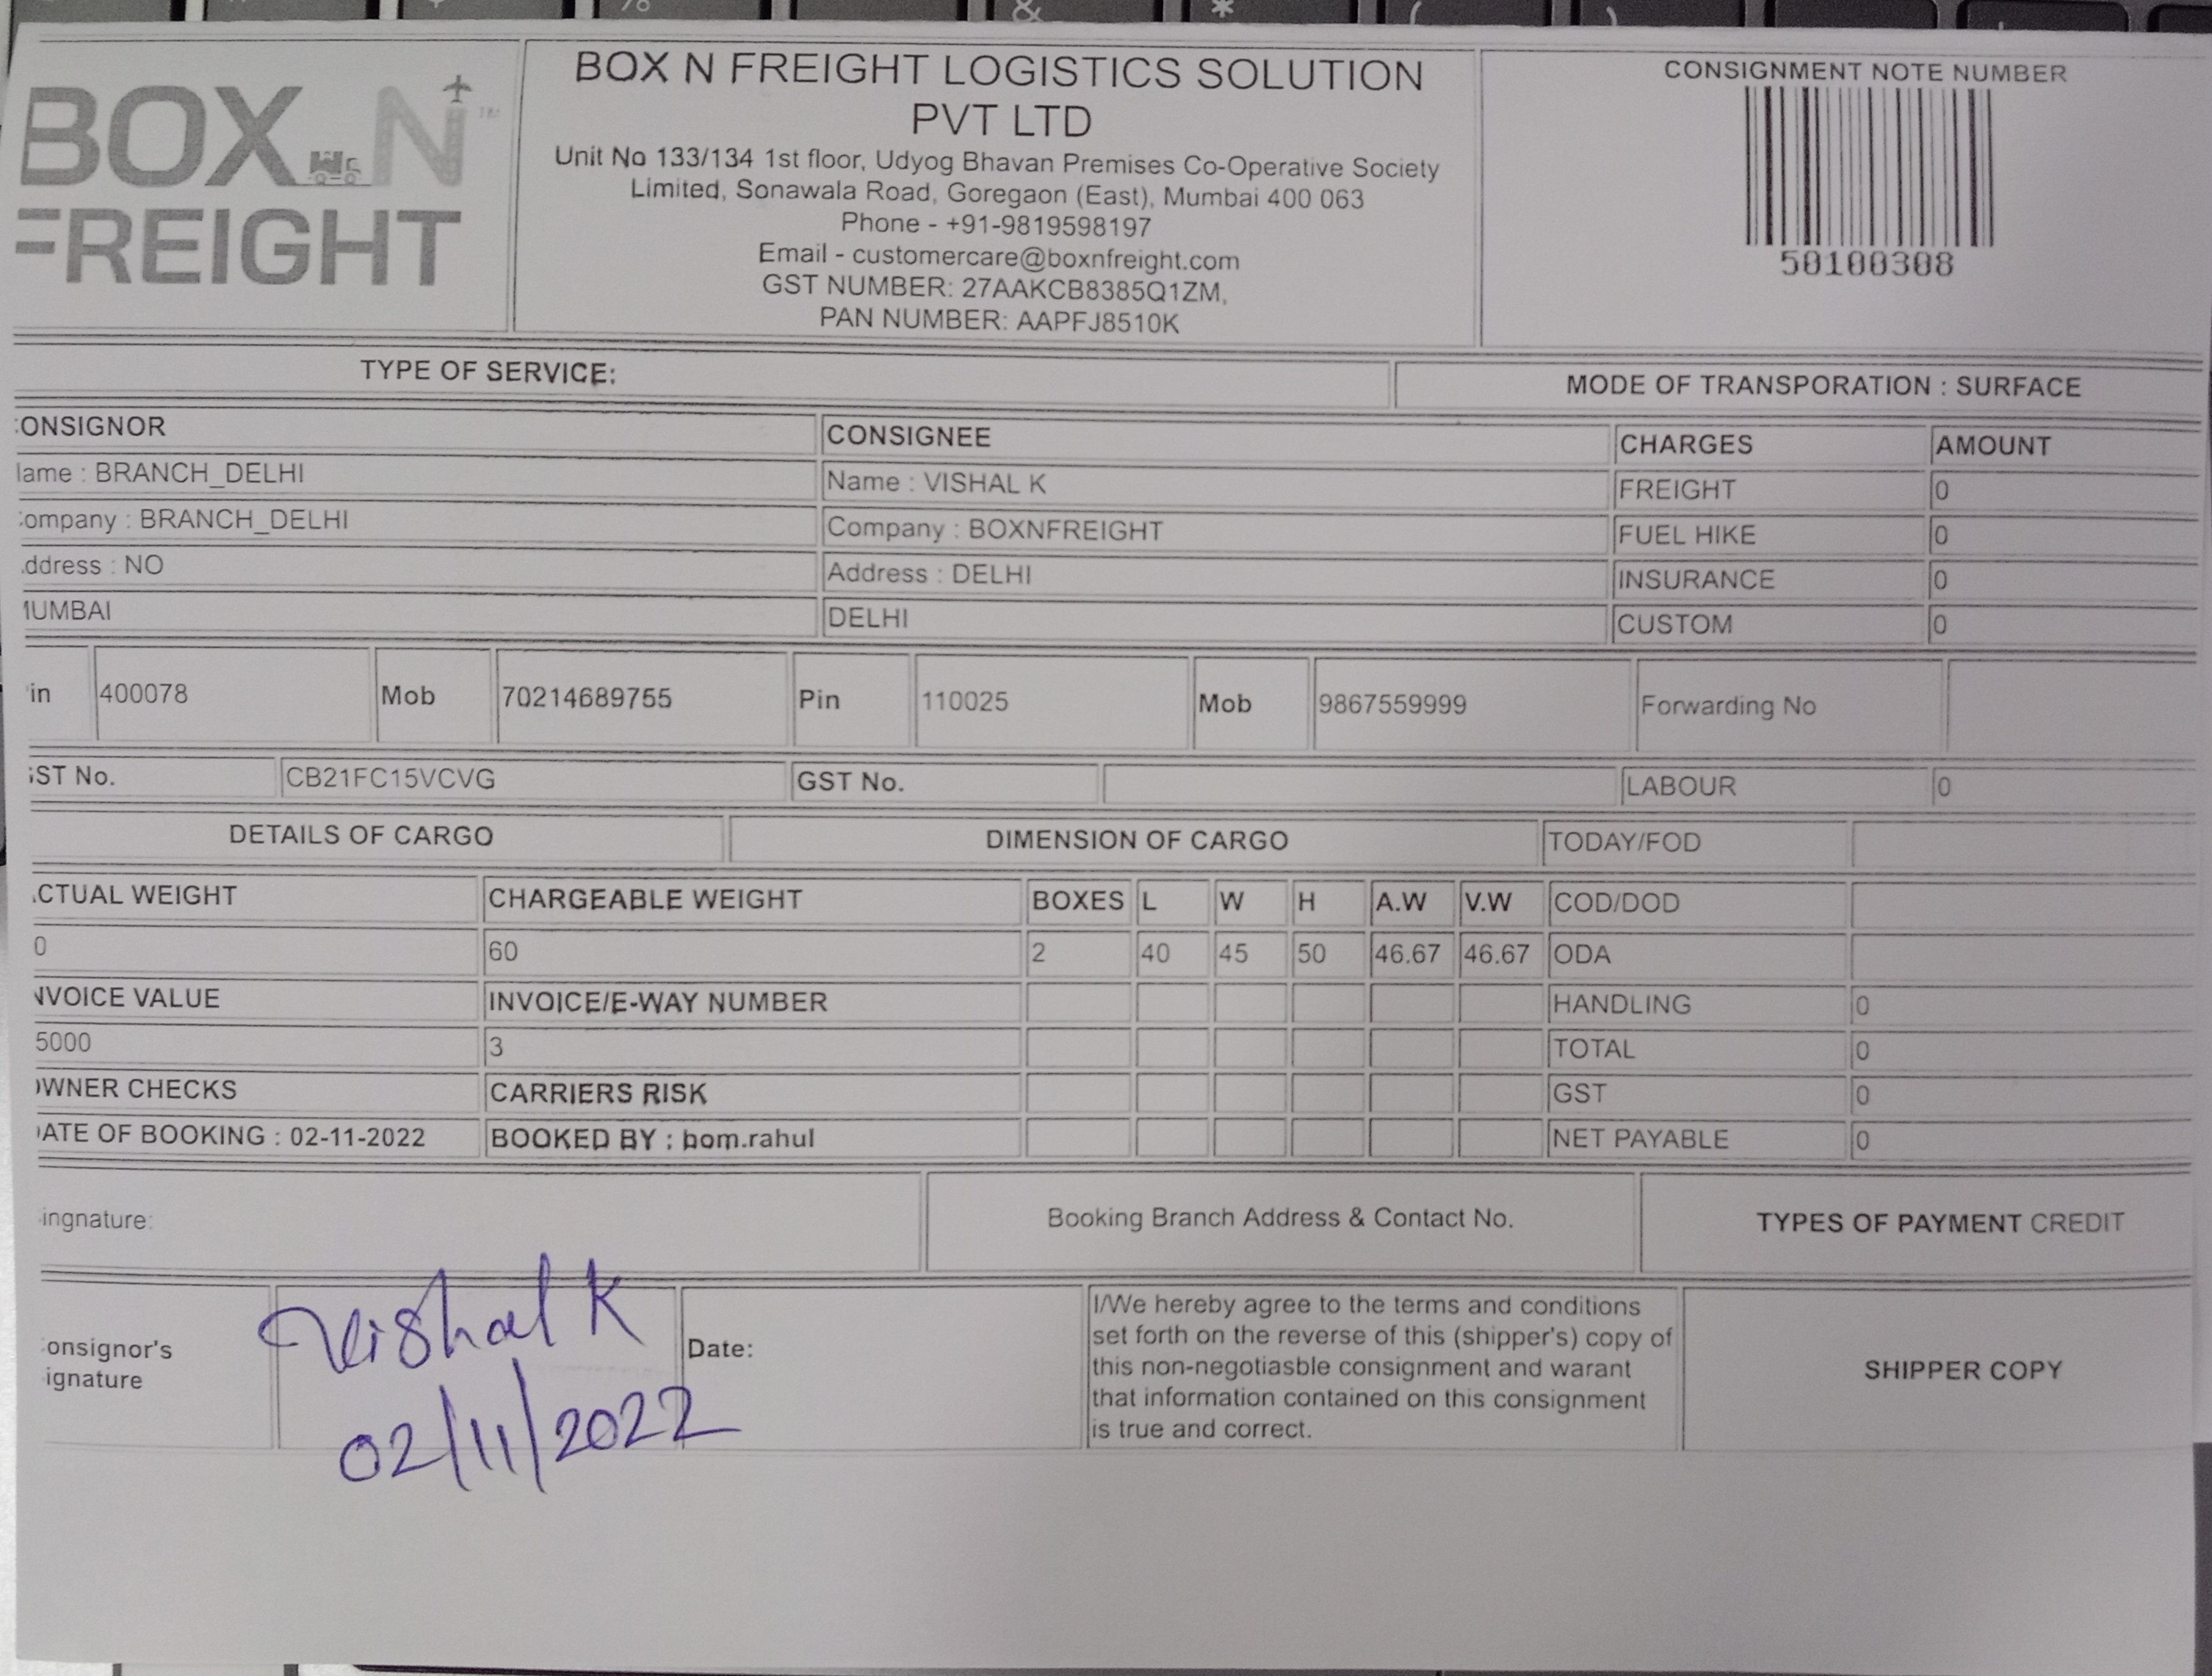 BOX N
FREIGHT
TM
BOX N FREIGHT LOGISTICS SOLUTION
PVT LTD
Unit No 133/134 1st floor, Udyog Bhavan Premises Co-Operative Society
Limited, Sonawala Road, Goregaon (East), Mumbai 400 063
Phone - +91-9819598197
Email - customercare@boxnfreight.com
GST NUMBER: 27AAKCB8385Q1ZM,
PAN NUMBER: AAPFJ8510K
CONSIGNMENT NOTE NUMBER
50100308
TYPE OF SERVICE: MODE OF TRANSPORATION : SURFACE
ONSIGNOR CONSIGNEE CHARGES AMOUNT
ame : BRANCH_DELHI Name : VISHAL K FREIGHT 0
ompany : BRANCH_DELHI Company : BOXNFREIGHT FUEL HIKE 0
ddress : NO Address : DELHI INSURANCE 0
UMBAI DELHI CUSTOM 0
in 400078 Mob 70214689755 Pin 110025 Mob 9867559999 Forwarding No
ST No. CB21FC15VCVG GST No. LABOUR 0
DETAILS OF CARGO DIMENSION OF CARGO TODAY/FOD
CTUAL WEIGHT CHARGEABLE WEIGHT BOXES L W H A.W V.W COD/DOD
0 60 2 40 45 50 46.67 46.67 ODA
NVOICE VALUE INVOICE/E-WAY NUMBER HANDLING 0
5000 3 TOTAL 0
OWNER CHECKS CARRIERS RISK GST 0
ATE OF BOOKING : 02-11-2022 BOOKED BY : bom.rahul NET PAYABLE 0
ingnature: Booking Branch Address & Contact No. TYPES OF PAYMENT CREDIT
onsignor's
ignature
Vishal K
02/11/2022
Date:
I/We hereby agree to the terms and conditions
set forth on the reverse of this (shipper's) copy of
this non-negotiasble consignment and warant
that information contained on this consignment
is true and correct.
SHIPPER COPY